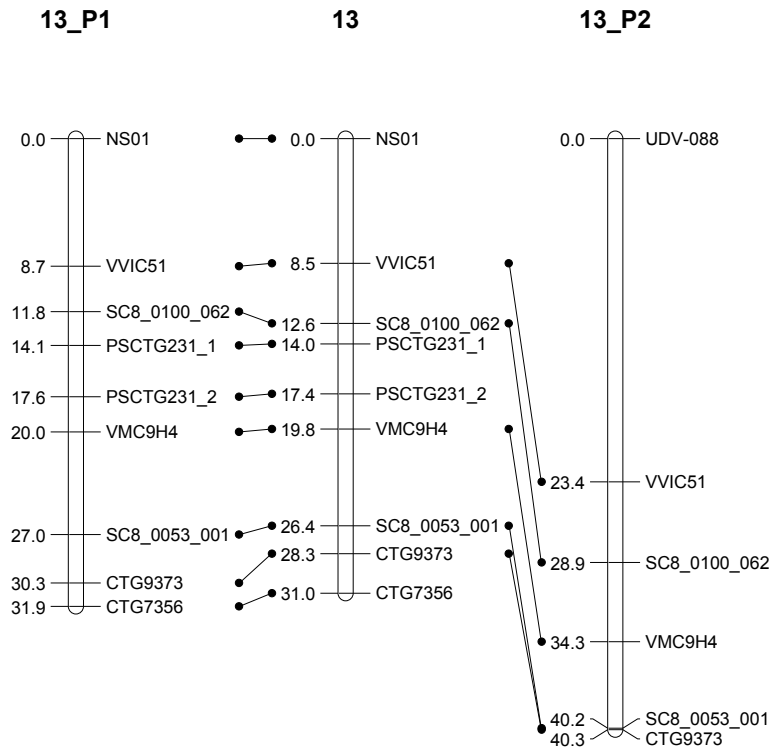 13_P1 13 13_P2
0.0 NS01 0.0 NS01 0.0 UDV-088
8.7 VVIC51 8.5 VVIC51
11.8 SC8_0100_062 12.6 SC8_0100_062
14.1 PSCTG231_1 14.0 PSCTG231_1
17.6 PSCTG231_2 17.4 PSCTG231_2
20.0 VMC9H4 19.8 VMC9H4
23.4 VVIC51
27.0 SC8_0053_001 26.4 SC8_0053_001
28.3 CTG9373 28.9 SC8_0100_062
30.3 CTG9373
31.9 CTG7356 31.0 CTG7356
34.3 VMC9H4
40.2 SC8_0053_001
40.3 CTG9373